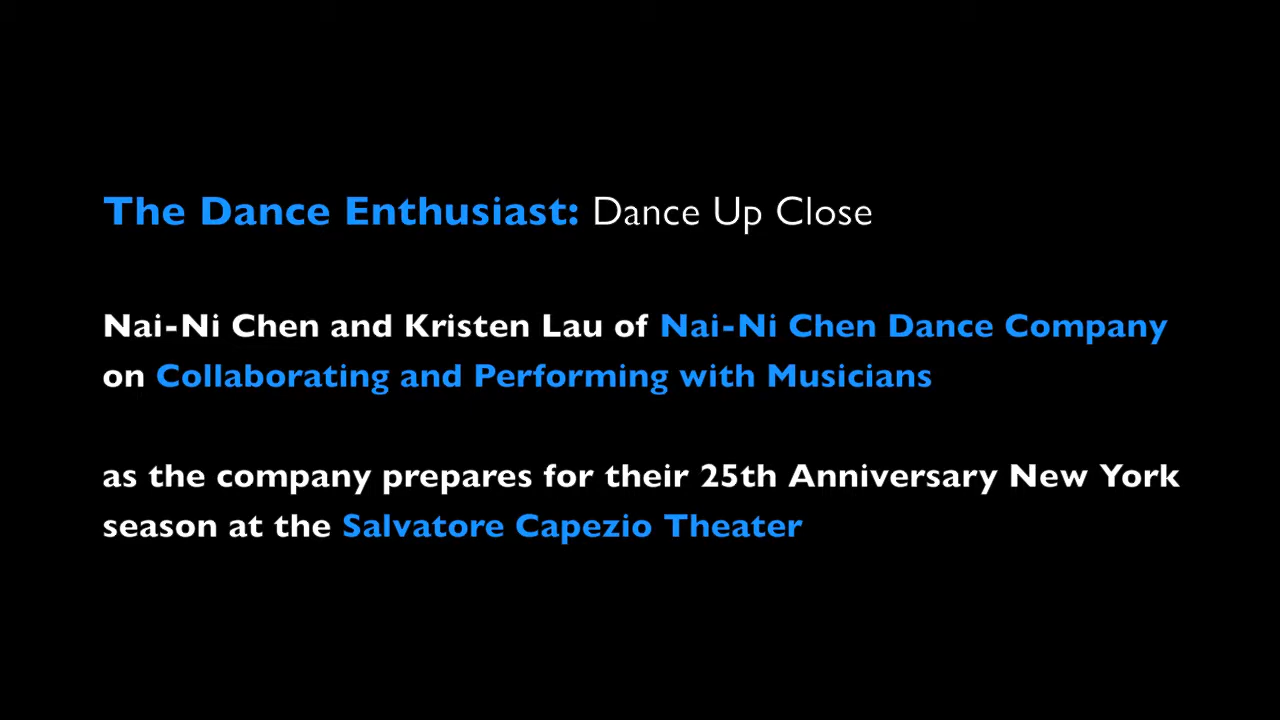 The Dance Enthusiast: Dance Up Close
Nai-Ni Chen and Kristen Lau of Nai-Ni Chen Dance Company
on Collaborating and Performing with Musicians
as the company prepares for their 25th Anniversary New York
season at the Salvatore Capezio Theater